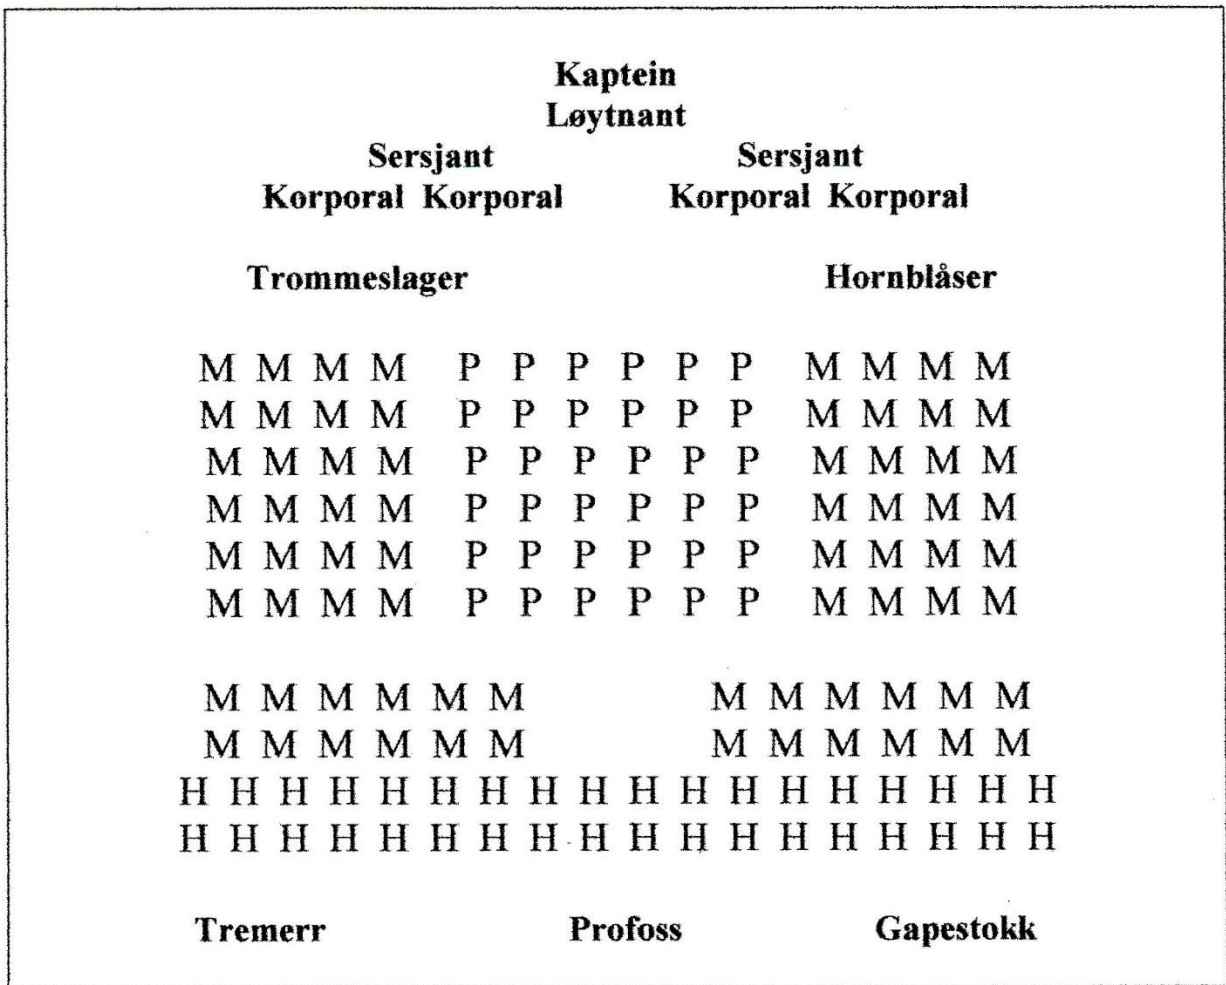 Kaptein
Løytnant
Sersjant Sersjant
Korporal Korporal Korporal Korporal
Trommeslager Hornblåser
M M M M P P P P P P M M M M
M M M M P P P P P P M M M M
M M M M P P P P P P M M M M
M M M M P P P P P P M M M M
M M M M P P P P P P M M M M
M M M M P P P P P P M M M M
M M M M M M M M M M M M
M M M M M M M M M M M M
H H H H H H H H H H H H H H H H H H
H H H H H H H H H H H H H H H H H H
Tremerr Profoss Gapestokk